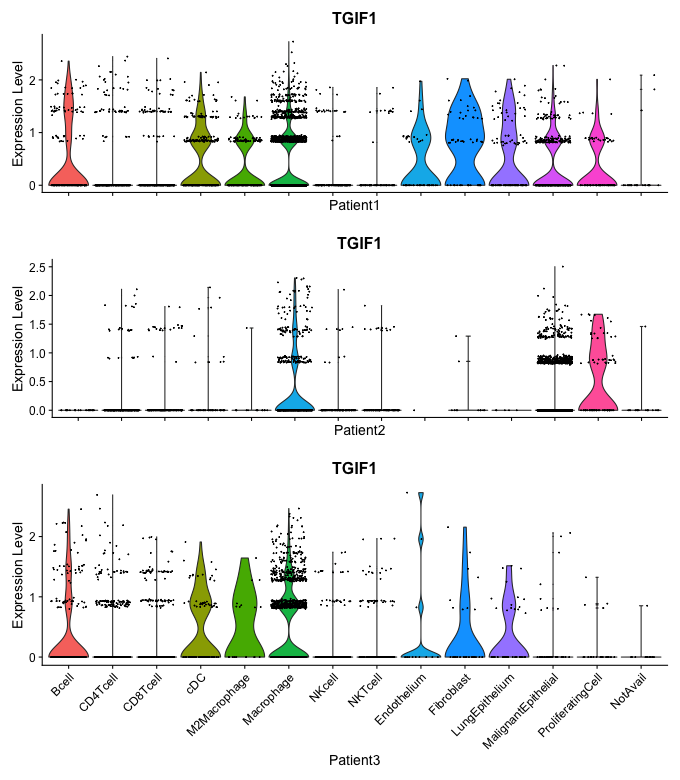 TGIF1
Expression Level
2
1
0
Patient1
TGIF1
Expression Level
2.5
2.0
1.5
1.0
0.5
0.0
Patient2
TGIF1
Expression Level
2
1
0
Bcell
CD4Tcell
CD8Tcell
cDC
M2Macrophage
Macrophage
NKcell
NKTcell
Endothelium
Fibroblast
LungEpithelium
MalignantEpithelial
ProliferatingCell
NotAvail
Patient3